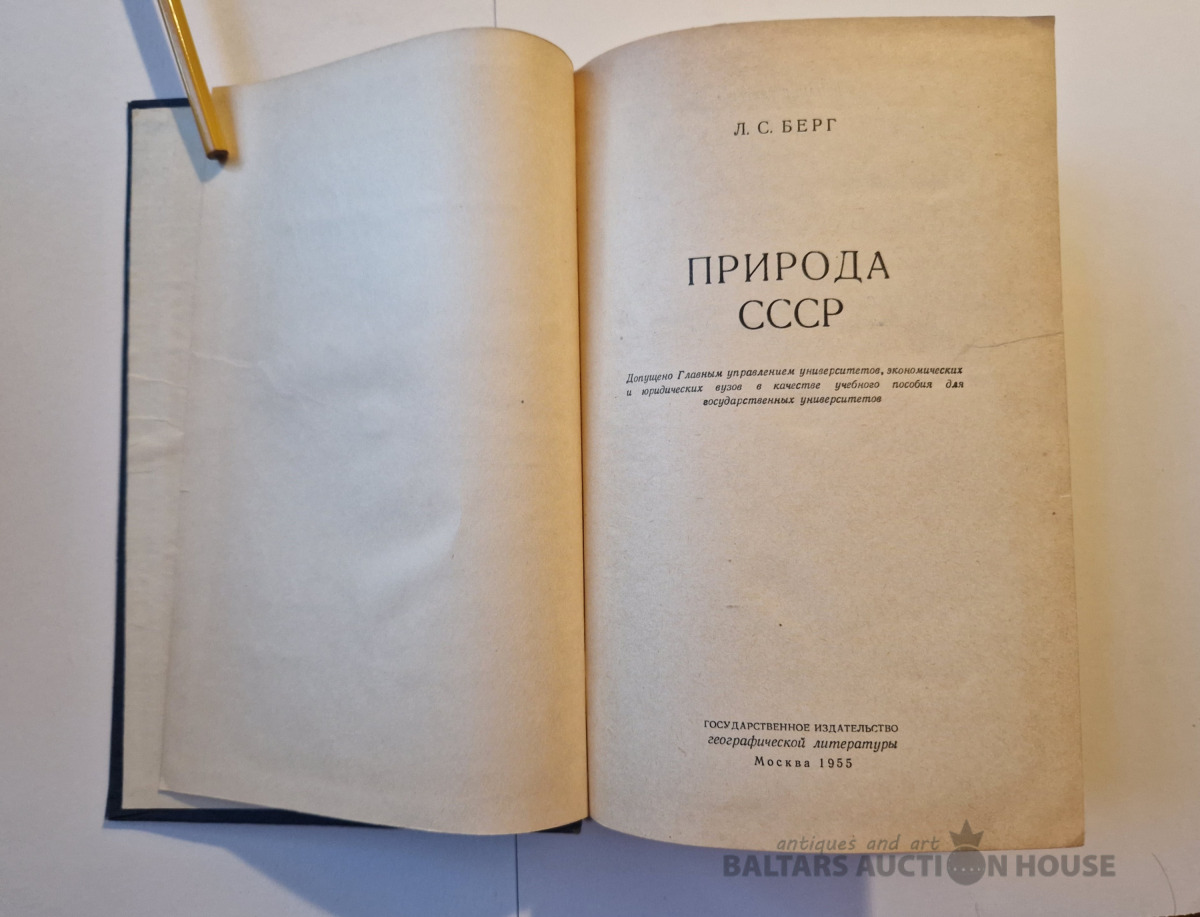 Л. С. БЕРГ
ПРИРОДА
СССР
Допущено Главным управлением университетов, экономических
и юридических вузов в качестве учебного пособия для
государственных университетов
ГОСУДАРСТВЕННОЕ ИЗДАТЕЛЬСТВО
географической литературы
Москва 1955
antiques and art
BALTARS AUCTION HOUSE